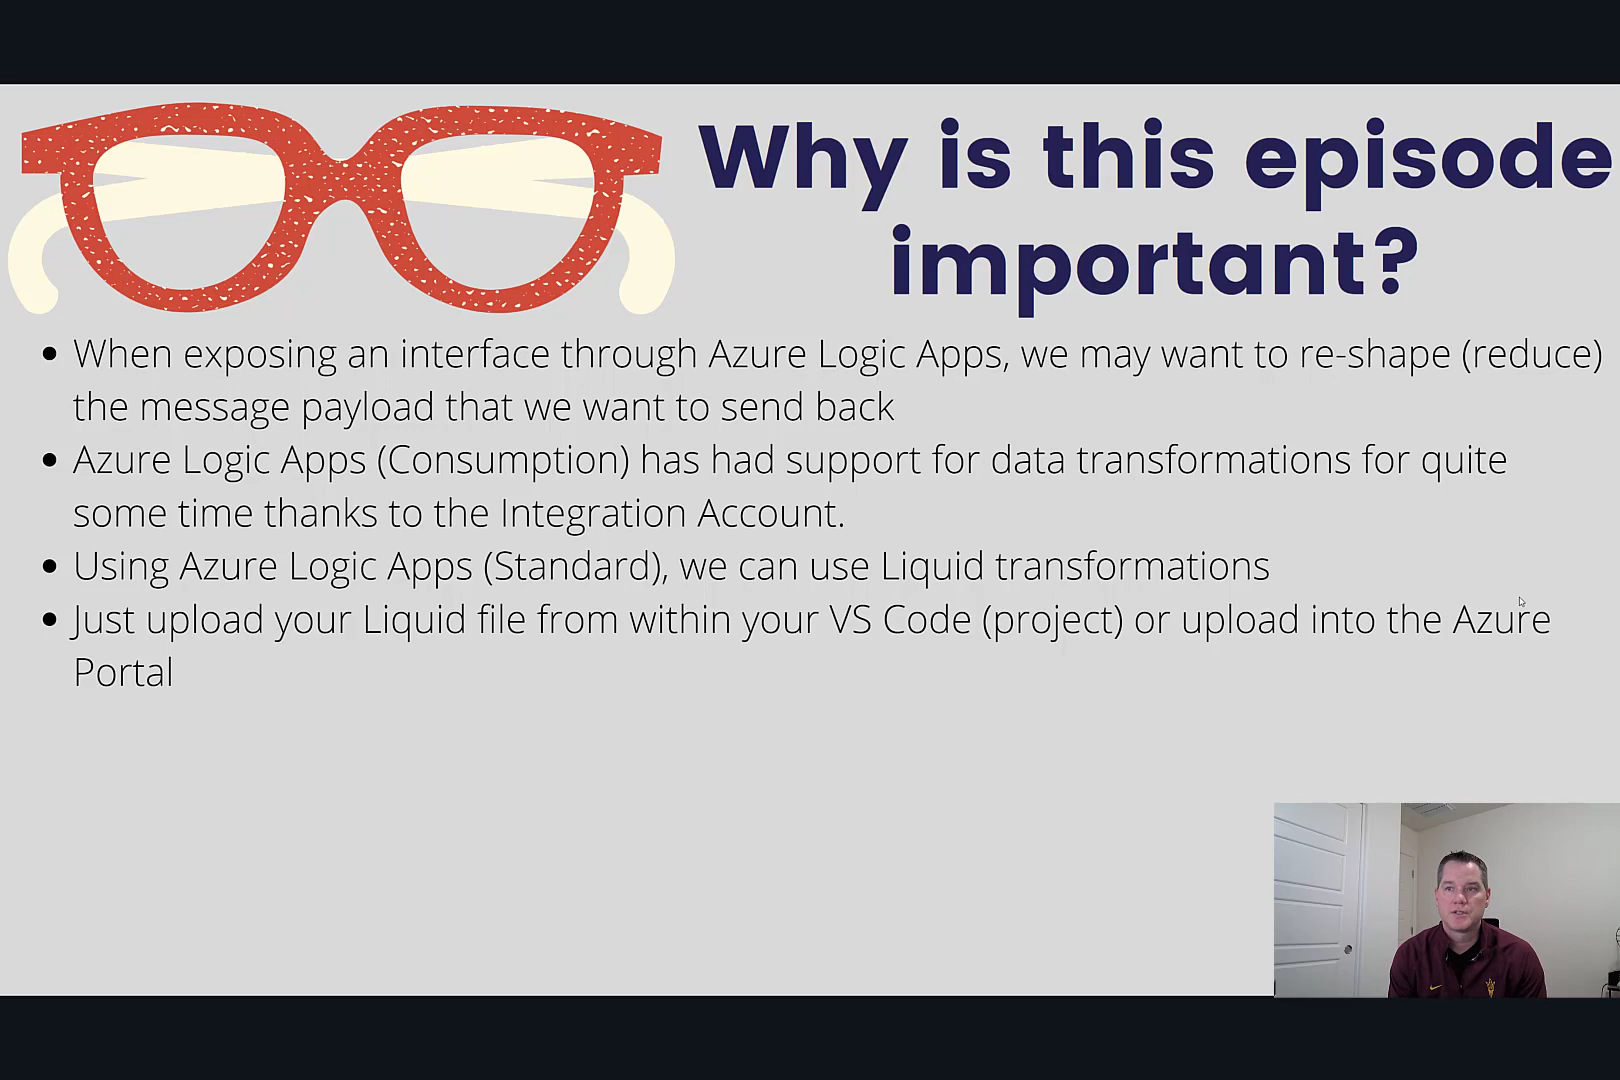 Why is this episode
important?
• When exposing an interface through Azure Logic Apps, we may want to re-shape (reduce)
the message payload that we want to send back
• Azure Logic Apps (Consumption) has had support for data transformations for quite
some time thanks to the Integration Account.
• Using Azure Logic Apps (Standard), we can use Liquid transformations
• Just upload your Liquid file from within your VS Code (project) or upload into the Azure
Portal